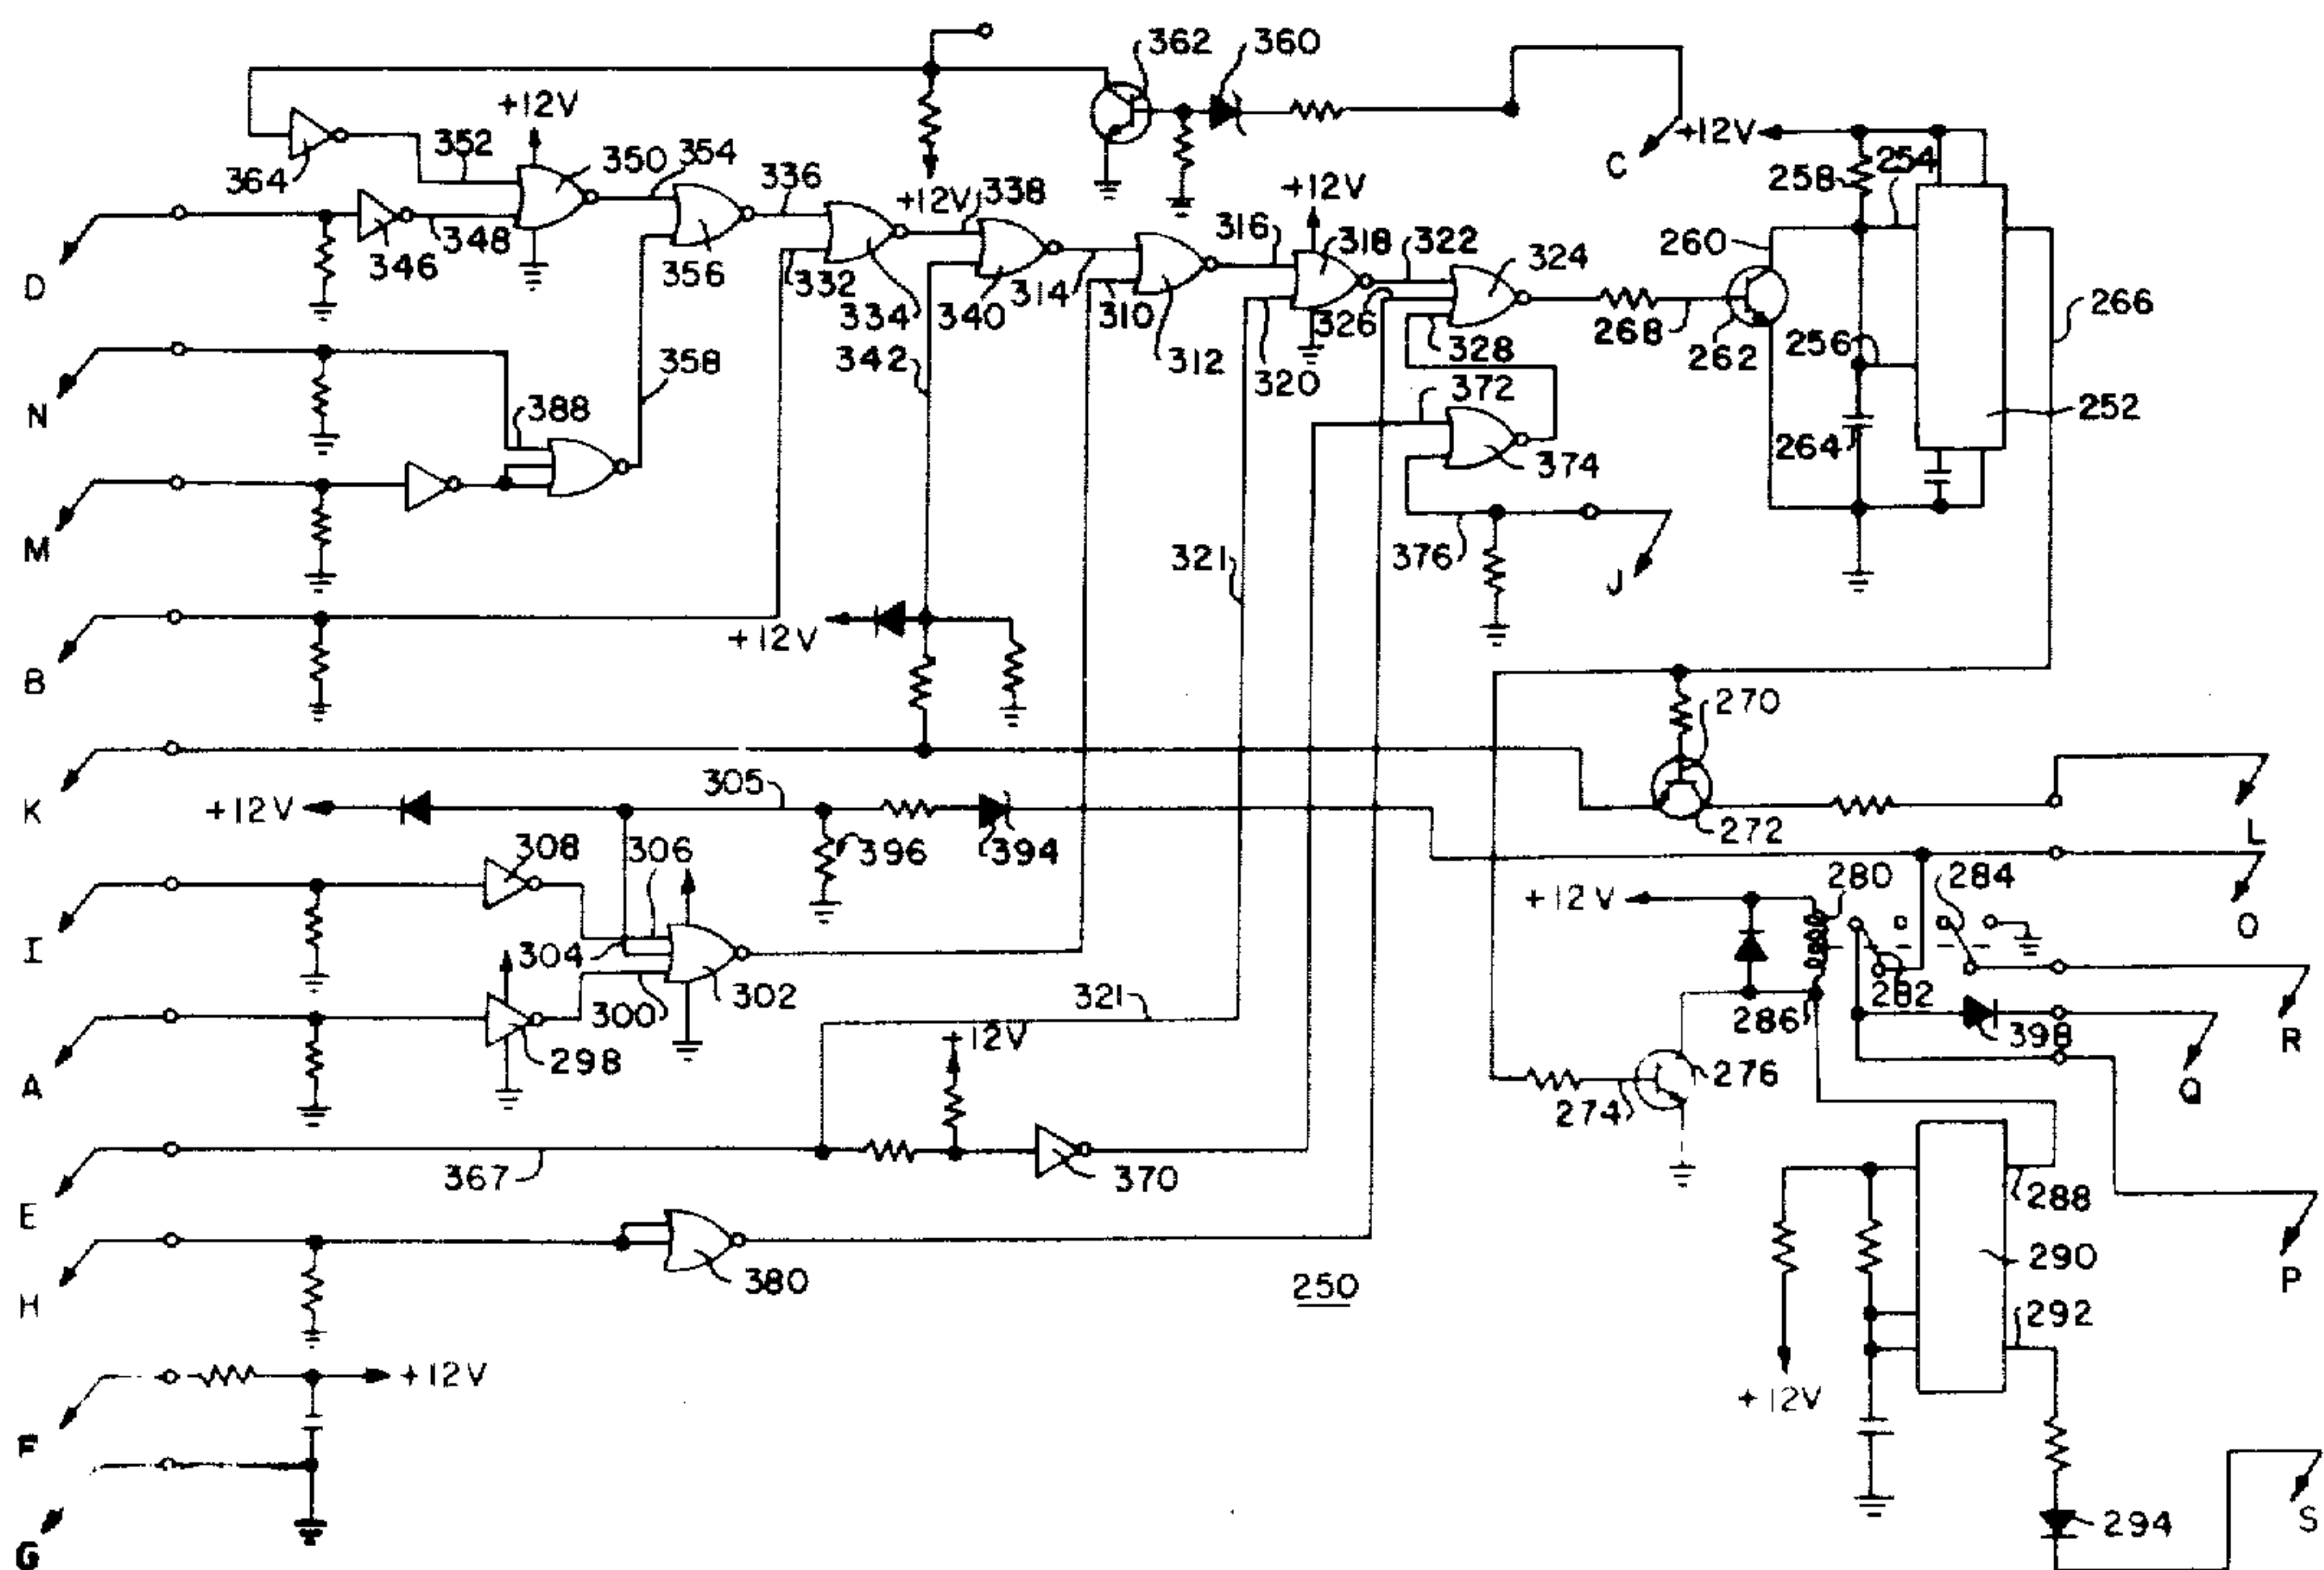 362
360
+12V
352
350
354
336
+12V
338
+12V
364
C
+12V
254
258
346
348
356
332
334
340
314
310
312
316
318
322
324
260
266
D
326
268
262
256
342
320
328
358
372
252
N
388
264
374
321
376
J
M
+12V
B
270
305
K
+12V
308
306
396
394
272
L
280
284
+12V
O
I
304
302
300
321
282
286
R
298
+12V
398
A
274
276
Q
E
367
370
288
H
380
250
290
P
292
+12V
+12V
F
294
S
G